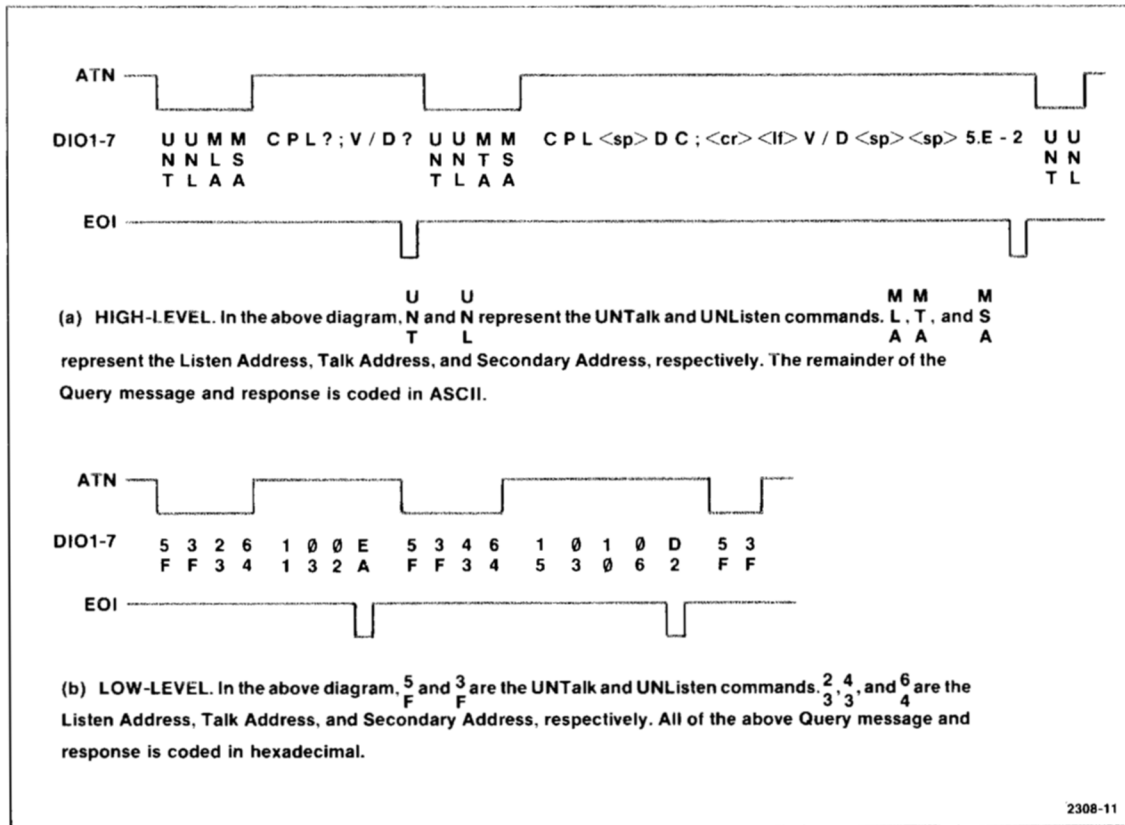 ATN
DIO1-7 U U M M C P L ? ; V / D ? U U M M C P L <sp> D C ; <cr> <lf> V / D <sp> <sp> 5.E - 2 U U
N N L S N N T S N N
T L A A T L A A T L
EOI
U U M M M
(a) HIGH-LEVEL. In the above diagram, N and N represent the UNTalk and UNListen commands. L , T , and S
T L A A A
represent the Listen Address, Talk Address, and Secondary Address, respectively. The remainder of the
Query message and response is coded in ASCII.
ATN
DIO1-7 5 3 2 6 1 Ø Ø E 5 3 4 6 1 Ø 1 Ø D 5 3
F F 3 4 1 3 2 A F F 3 4 5 3 Ø 6 2 F F
EOI
(b) LOW-LEVEL. In the above diagram, 5 and 3 are the UNTalk and UNListen commands. 2 , 4 , and 6 are the
F F 3 3 4
Listen Address, Talk Address, and Secondary Address, respectively. All of the above Query message and
response is coded in hexadecimal.
2308-11